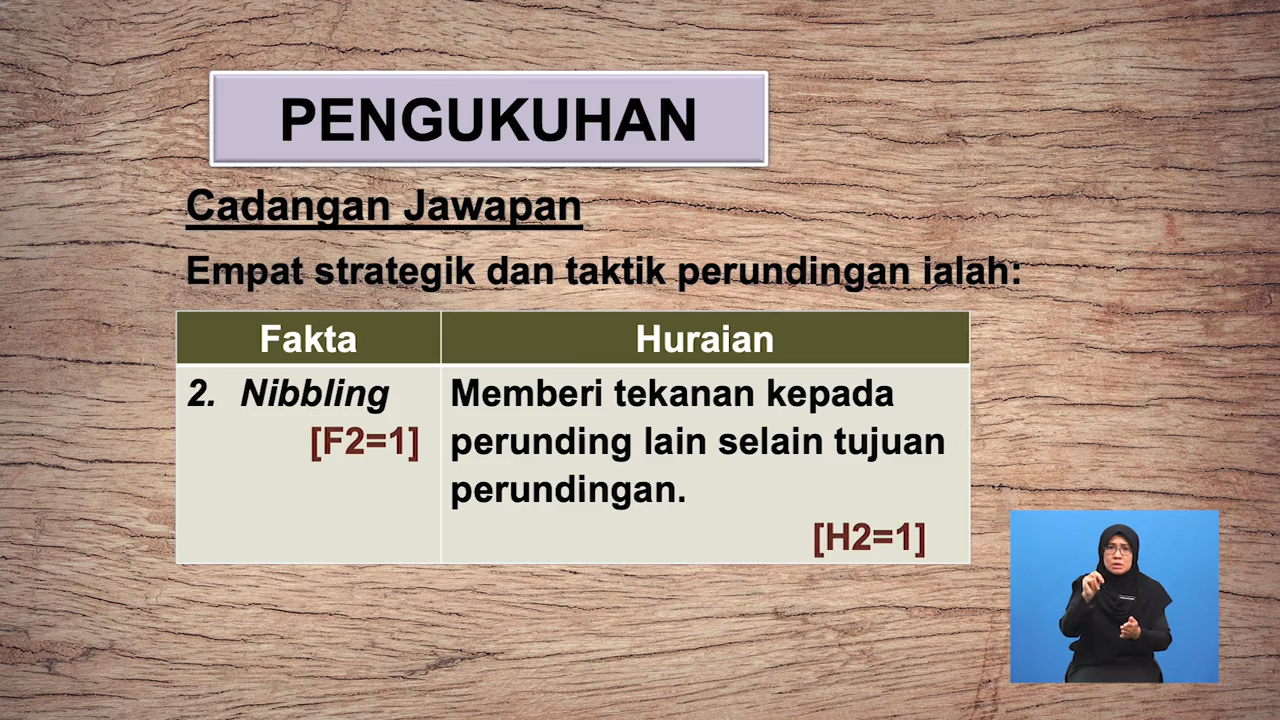 PENGUKUHAN
Cadangan Jawapan
Empat strategik dan taktik perundingan ialah:
Fakta
Huraian
2. Nibbling
[F2=1]
Memberi tekanan kepada
perunding lain selain tujuan
perundingan.
[H2=1]